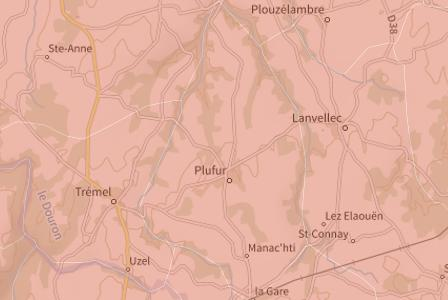 Plouzélambre
D38
Ste-Anne
Lanvellec
Plufur
Trémel
le Douron
Lez Elaouën
St-Connay
Manac'hti
Uzel
la Gare